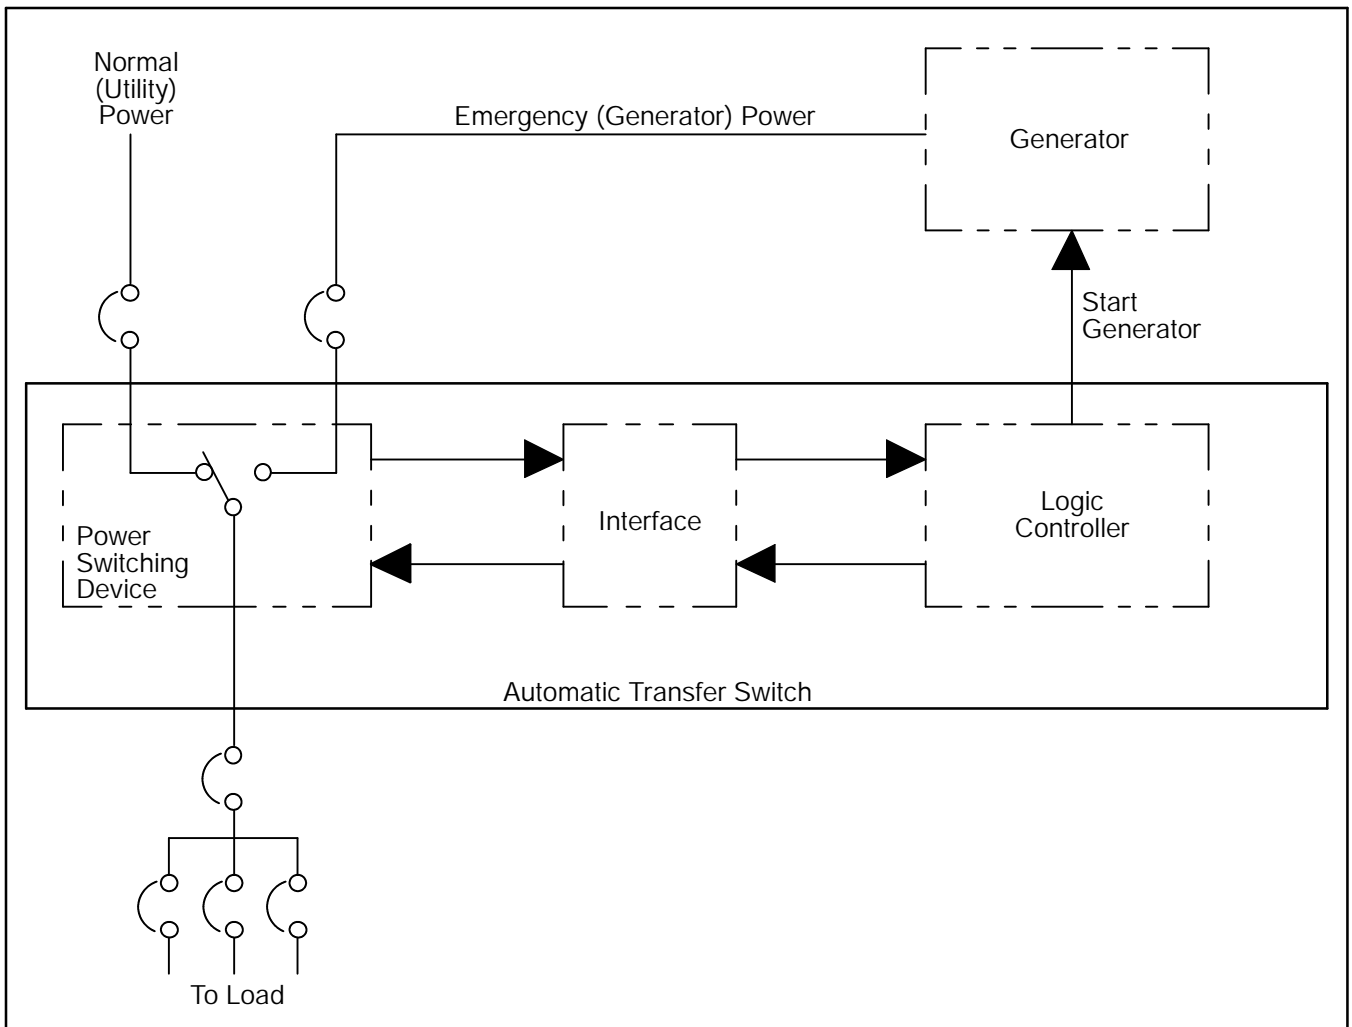 Normal
(Utility)
Power
Emergency (Generator) Power
Generator
Start
Generator
Power
Switching
Device
Interface
Logic
Controller
Automatic Transfer Switch
To Load